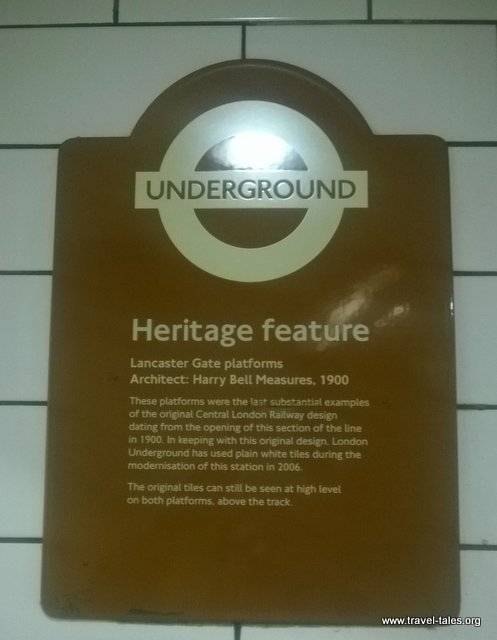 UNDERGROUND
Heritage feature
Lancaster Gate platforms
Architect: Harry Bell Measures, 1900
These platforms were the last substantial examples
of the original Central London Railway design
dating from the opening of this section of the line
in 1900. In keeping with this original design, London
Underground has used plain white tiles during the
modernisation of this station in 2006.
The original tiles can still be seen at high level
on both platforms, above the track.
www.travel-tales.org